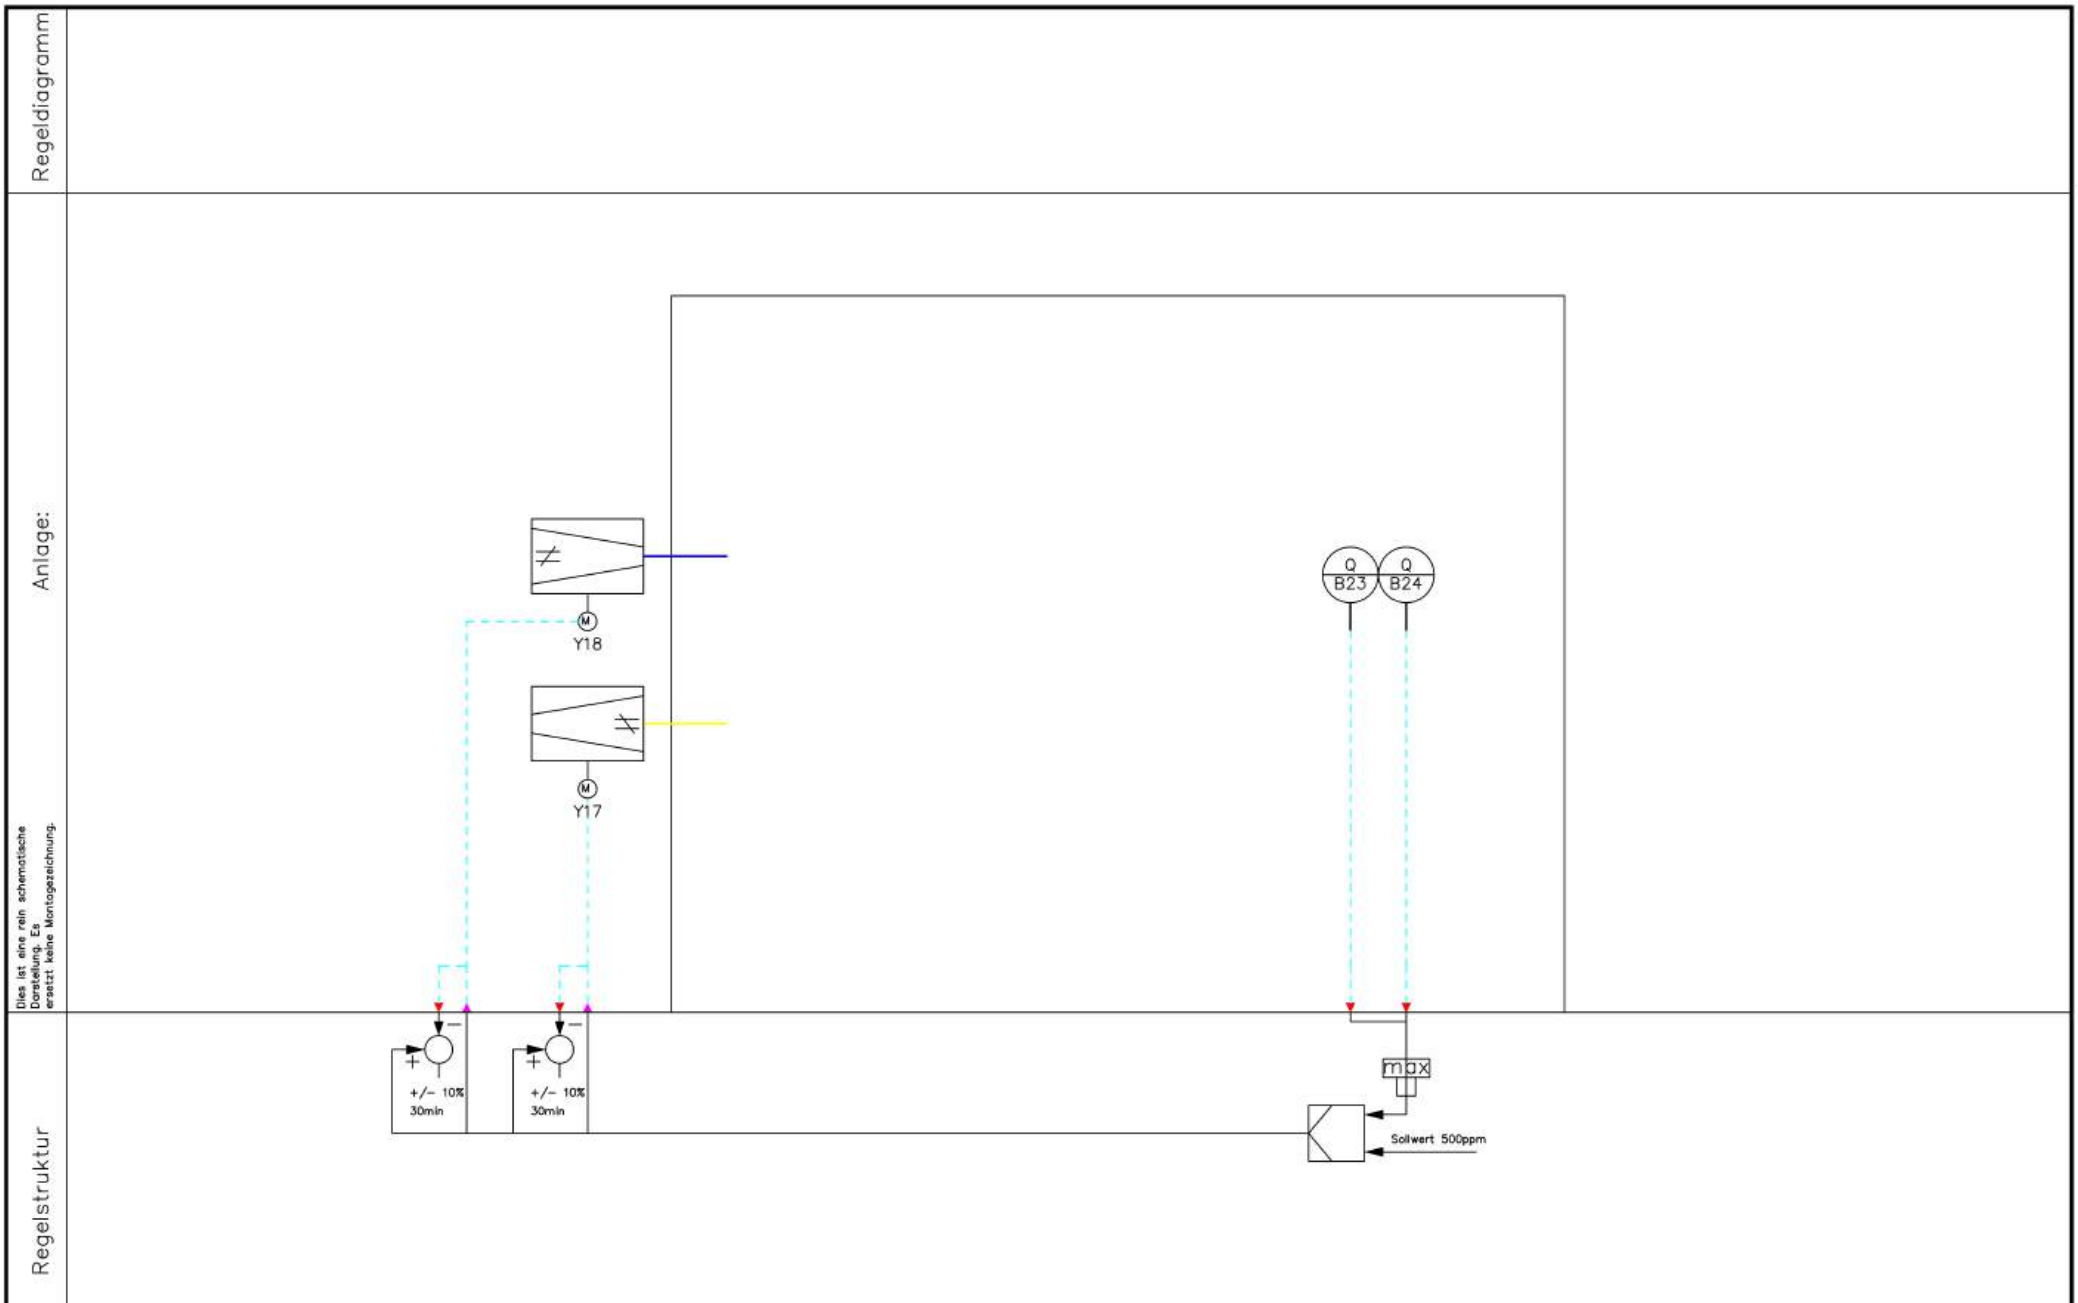 Regeldiagramm
Anlage:
Dies ist eine rein schematische
Darstellung. Es
ersetzt keine Montagezeichnung.
Regelstruktur
M
Y18
M
Y17
Q
B23
Q
B24
−
+
+/− 10%
30min
−
+
+/− 10%
30min
max
Sollwert 500ppm